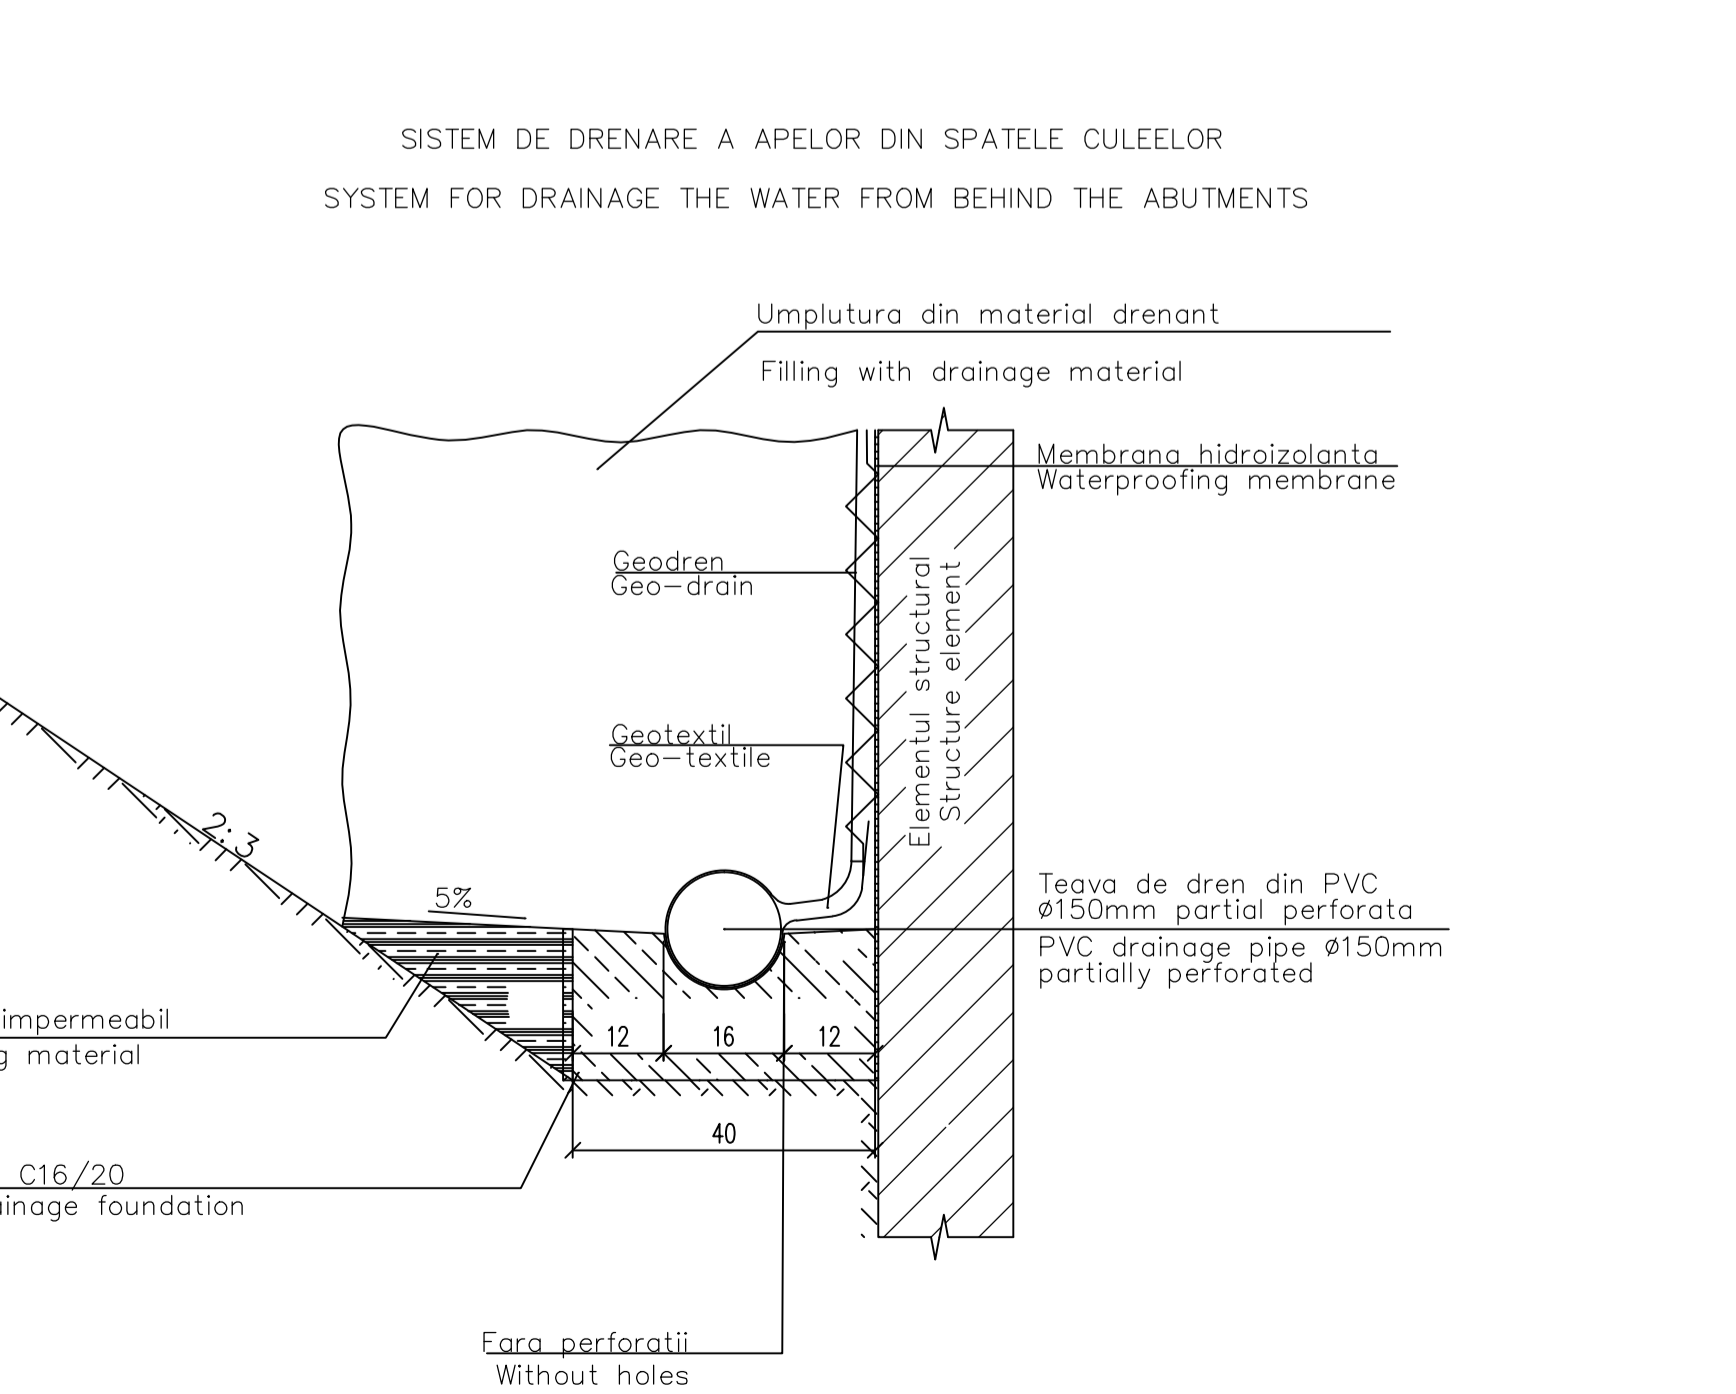 SISTEM DE DRENARE A APELOR DIN SPATELE CULEELOR
SYSTEM FOR DRAINAGE THE WATER FROM BEHIND THE ABUTMENTS
Umplutura din material drenant
Filling with drainage material
Membrana hidroizolanta
Waterproofing membrane
Geodren
Geo-drain
Elementul structural
Structure element
Geotextil
Geo-textile
2:3
5%
Teava de dren din PVC
Ø150mm partial perforata
PVC drainage pipe Ø150mm
partially perforated
impermeabil
material
12 16 12
40
C16/20
foundation
Fara perforatii
Without holes